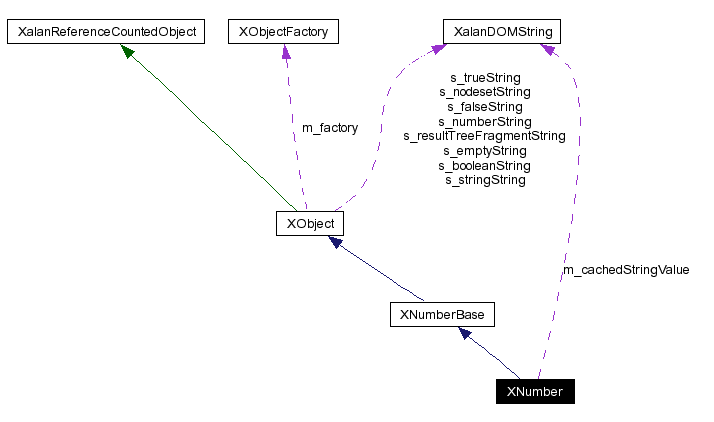 XalanReferenceCountedObject
XObjectFactory
XalanDOMString
s_trueString
s_nodesetString
s_falseString
s_numberString
s_resultTreeFragmentString
s_emptyString
s_booleanString
s_stringString
m_factory
XObject
m_cachedStringValue
XNumberBase
XNumber